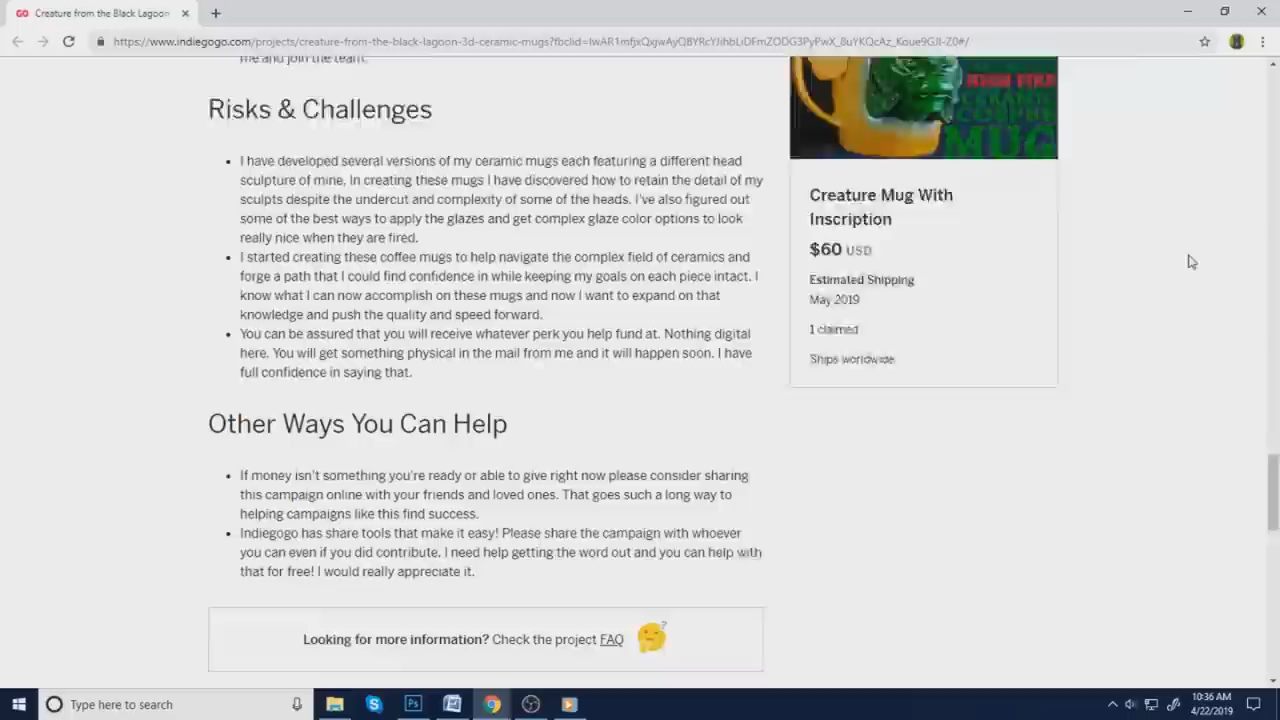 Creature from the Black Lagoon
https://www.indiegogo.com/projects/creature-from-the-black-lagoon-3d-ceramic-mugs?fbclid=
me and join the team.
Risks & Challenges
• I have developed several versions of my ceramic mugs each featuring a different head
sculpture of mine. In creating these mugs I have discovered how to retain the detail of my
sculpts despite the undercut and complexity of some of the heads. I've also figured out
some of the best ways to apply the glazes and get complex glaze color options to look
really nice when they are fired.
• I started creating these coffee mugs to help navigate the complex field of ceramics and
forge a path that I could find confidence in while keeping my goals on each piece intact. I
know what I can now accomplish on these mugs and now I want to expand on that
knowledge and push the quality and speed forward.
• You can be assured that you will receive whatever perk you help fund at. Nothing digital
here. You will get something physical in the mail from me and it will happen soon. I have
full confidence in saying that.
Other Ways You Can Help
• If money isn't something you're ready or able to give right now please consider sharing
this campaign online with your friends and loved ones. That goes such a long way to
helping campaigns like this find success.
• Indiegogo has share tools that make it easy! Please share the campaign with whoever
you can even if you did contribute. I need help getting the word out and you can help with
that for free! I would really appreciate it.
Looking for more information? Check the project FAQ
CERAMIC
COFFEE
MUG
Creature Mug With
Inscription
$60 USD
Estimated Shipping
May 2019
1 claimed
Ships worldwide
Type here to search
10:36 AM
4/22/2019